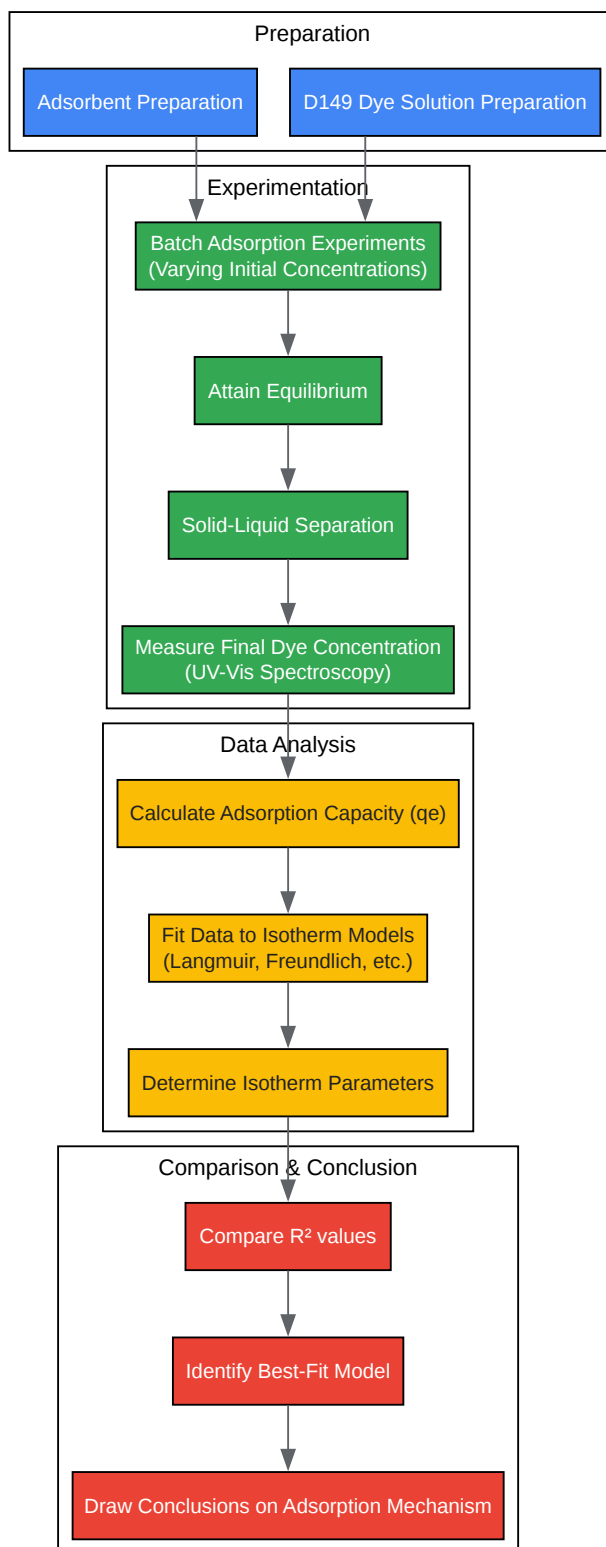 Preparation
Adsorbent Preparation
D149 Dye Solution Preparation
Experimentation
Batch Adsorption Experiments
(Varying Initial Concentrations)
Attain Equilibrium
Solid-Liquid Separation
Measure Final Dye Concentration
(UV-Vis Spectroscopy)
Data Analysis
Calculate Adsorption Capacity (qe)
Fit Data to Isotherm Models
(Langmuir, Freundlich, etc.)
Determine Isotherm Parameters
Comparison & Conclusion
Compare R² values
Identify Best-Fit Model
Draw Conclusions on Adsorption Mechanism